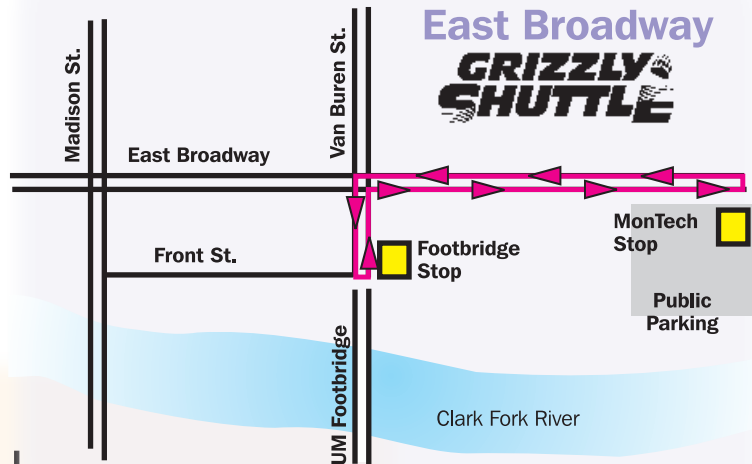 East Broadway
GRIZZLY
SHUTTLE
Madison St.
Van Buren St.
East Broadway
MonTech
Stop
Footbridge
Stop
Front St.
Public
Parking
UM Footbridge
Clark Fork River